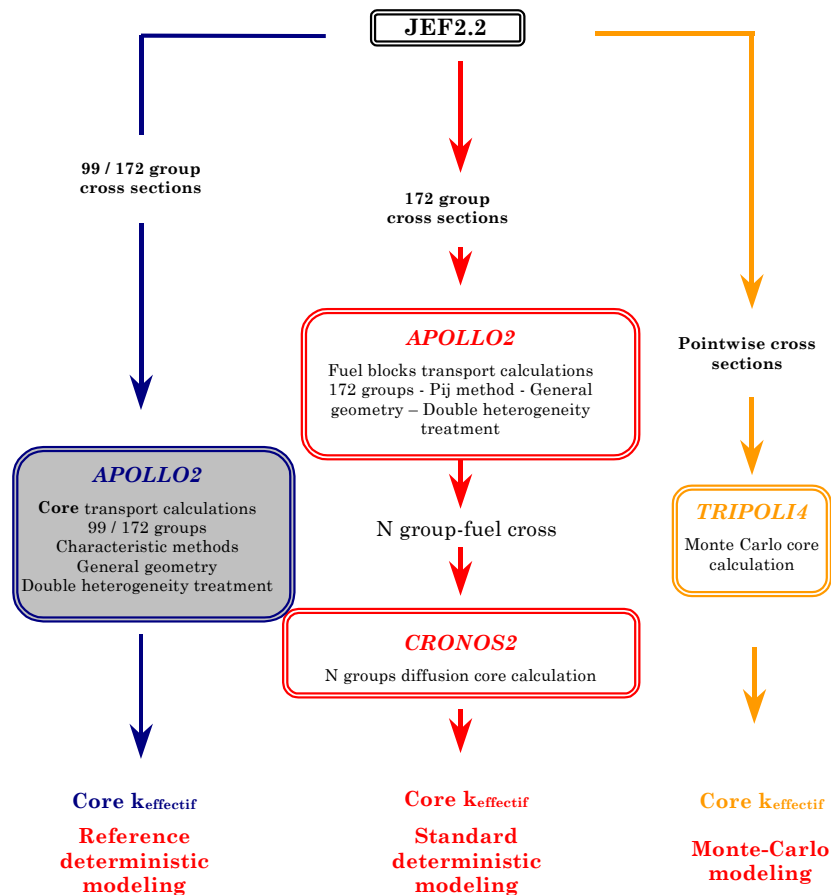 JEF2.2
99 / 172 group
cross sections
172 group
cross sections
Pointwise cross
sections
APOLLO2
Fuel blocks transport calculations
172 groups - Pij method - General
geometry – Double heterogeneity
treatment
APOLLO2
Core transport calculations
99 / 172 groups
Characteristic methods
General geometry
Double heterogeneity treatment
N group-fuel cross
TRIPOLI4
Monte Carlo core
calculation
CRONOS2
N groups diffusion core calculation
Core keffectif
Reference
deterministic
modeling
Core keffectif
Standard
deterministic
modeling
Core keffectif
Monte-Carlo
modeling